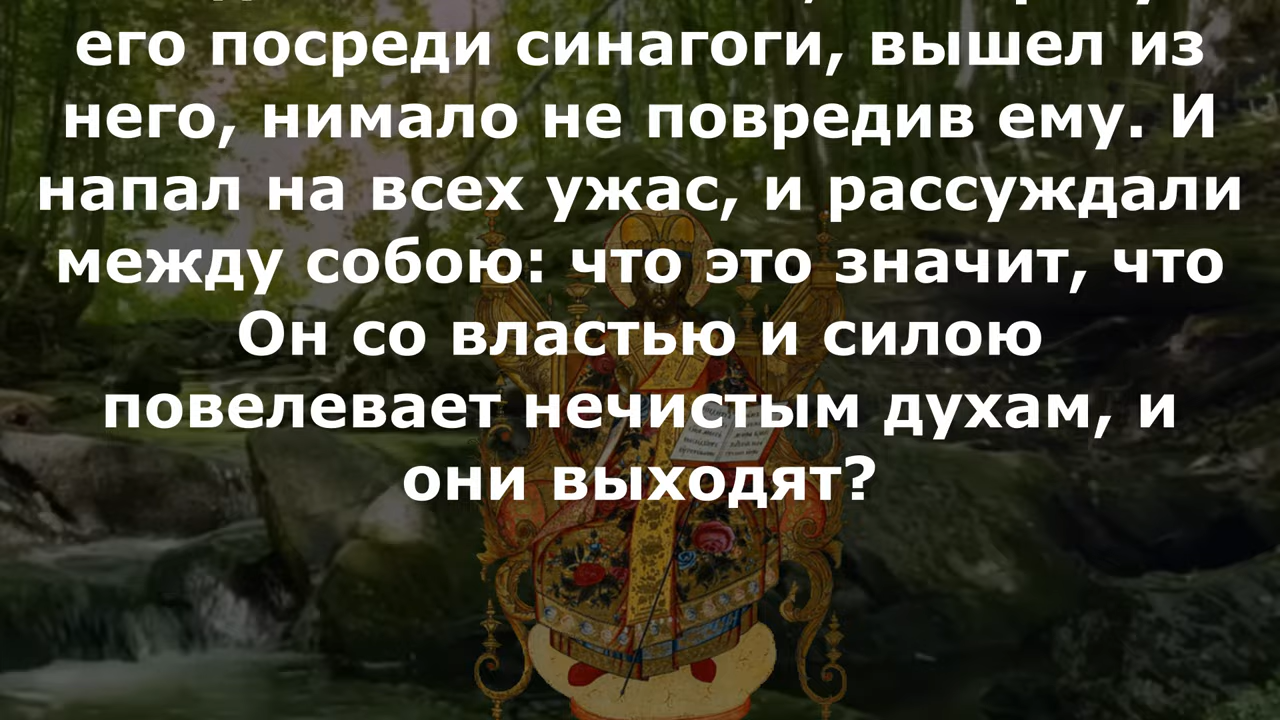 его посреди синагоги, вышел из
него, нимало не повредив ему. И
напал на всех ужас, и рассуждали
между собою: что это значит, что
Он со властью и силою
повелевает нечистым духам, и
они выходят?